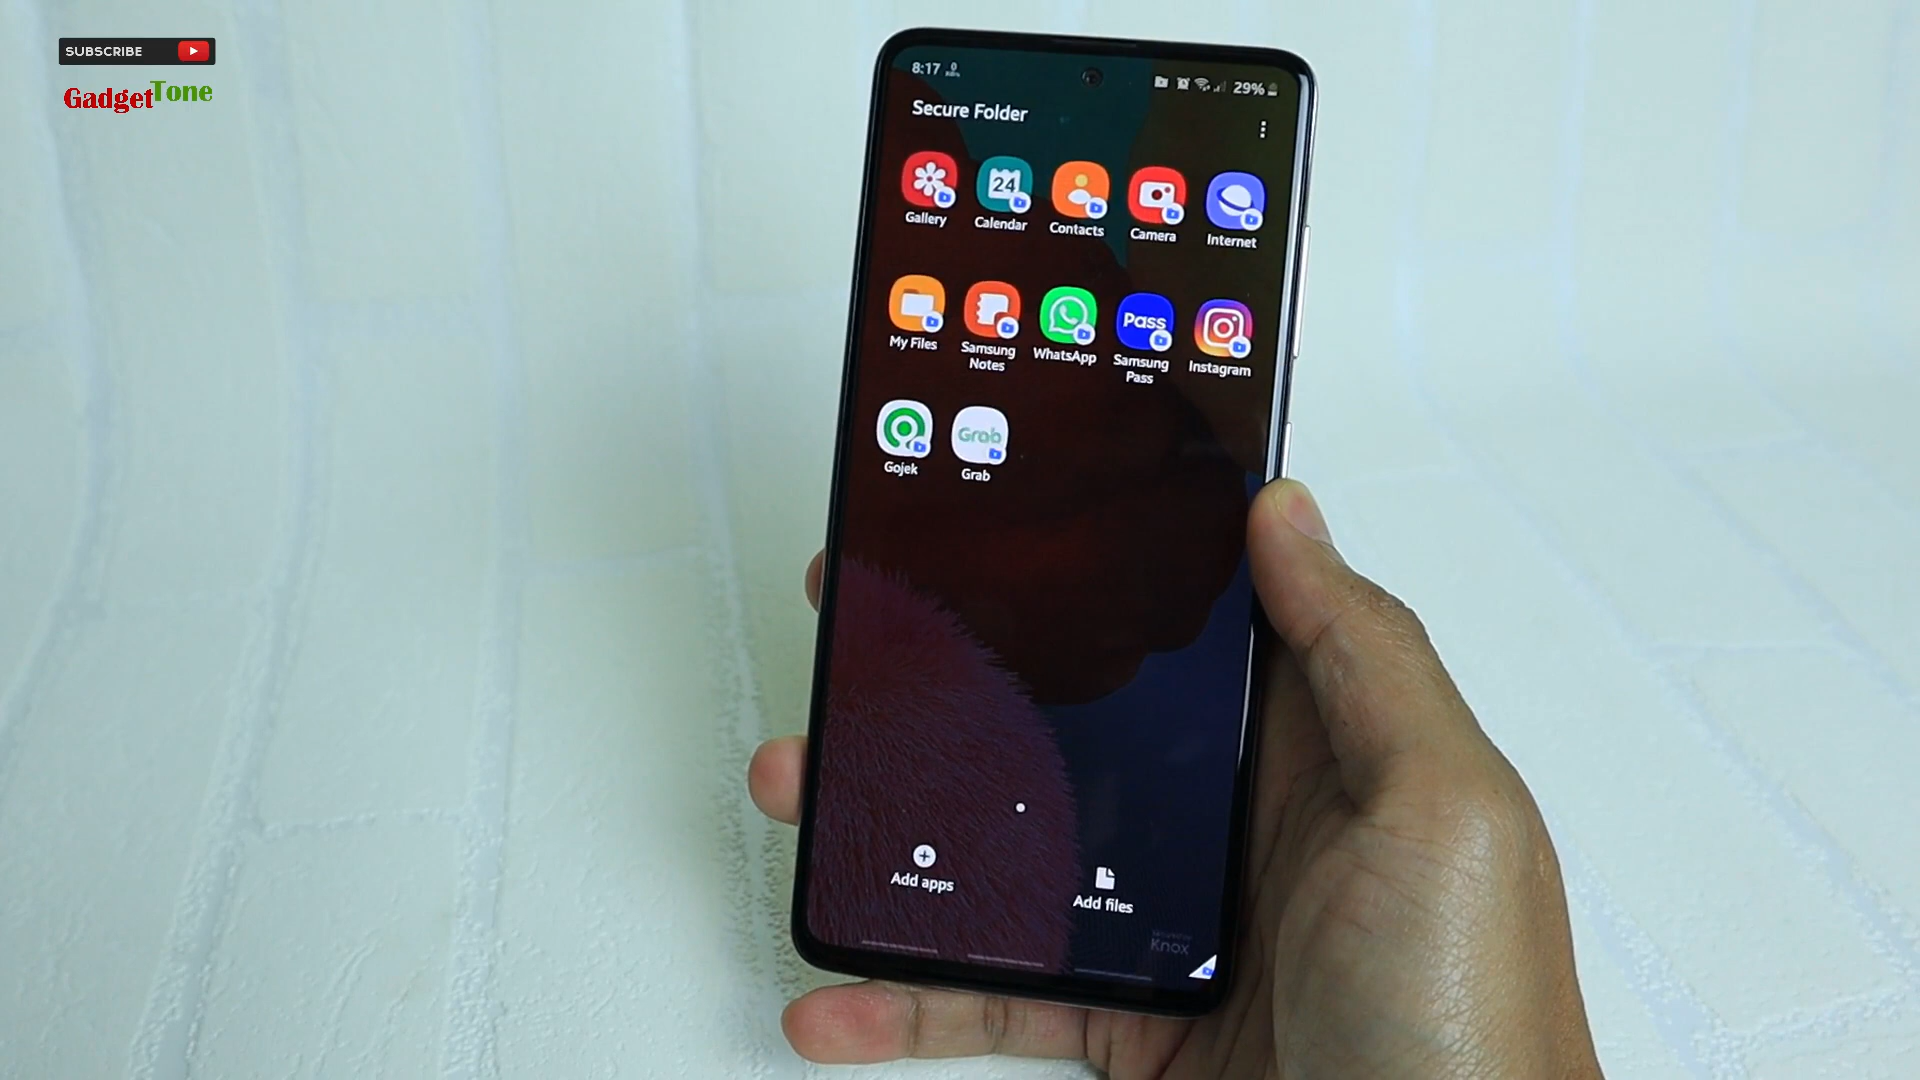 SUBSCRIBE
GadgetTone
8:17 0
29%
Secure Folder
Gallery
24
Calendar
Contacts
Camera
Internet
My Files
Samsung
Notes
WhatsApp
Pass
Samsung
Pass
Instagram
Gojek
Grab
Grab
Add apps
Add files
Knox